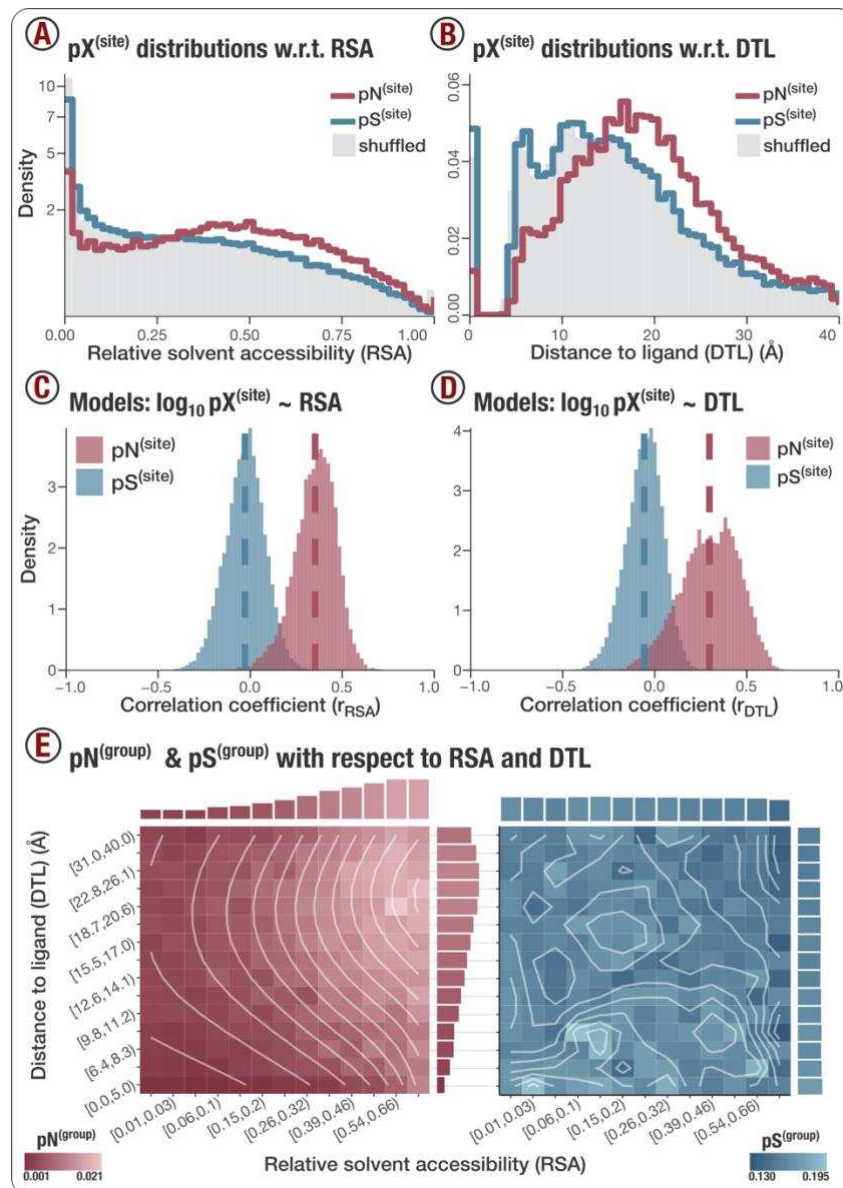 A pX(site) distributions w.r.t. RSA
10
7
5
2
Density
pN(site)
pS(site)
shuffled
0.00 0.25 0.50 0.75 1.00
Relative solvent accessibility (RSA)
B pX(site) distributions w.r.t. DTL
0.06
0.04
0.02
0.00
pN(site)
pS(site)
shuffled
0 10 20 30 40
Distance to ligand (DTL) (Å)
C Models: log10 pX(site) ~ RSA
pN(site)
pS(site)
3
2
1
0
Density
-1.0 -0.5 0.0 0.5 1.0
Correlation coefficient (rRSA)
D Models: log10 pX(site) ~ DTL
4
3
2
1
0
pN(site)
pS(site)
-1.0 -0.5 0.0 0.5 1.0
Correlation coefficient (rDTL)
E pN(group) & pS(group) with respect to RSA and DTL
Distance to ligand (DTL) (Å)
[31.0,40.0)
[22.8,26.1)
[18.7,20.6)
[15.5,17.0)
[12.6,14.1)
[9.8,11.2)
[6.4,8.3)
[0.0,5.0)
[0.01,0.03) [0.06,0.1) [0.15,0.2) [0.26,0.32) [0.39,0.46) [0.54,0.66)
[0.01,0.03) [0.06,0.1) [0.15,0.2) [0.26,0.32) [0.39,0.46) [0.54,0.66)
pN(group)
0.001 0.021
Relative solvent accessibility (RSA)
pS(group)
0.130 0.195